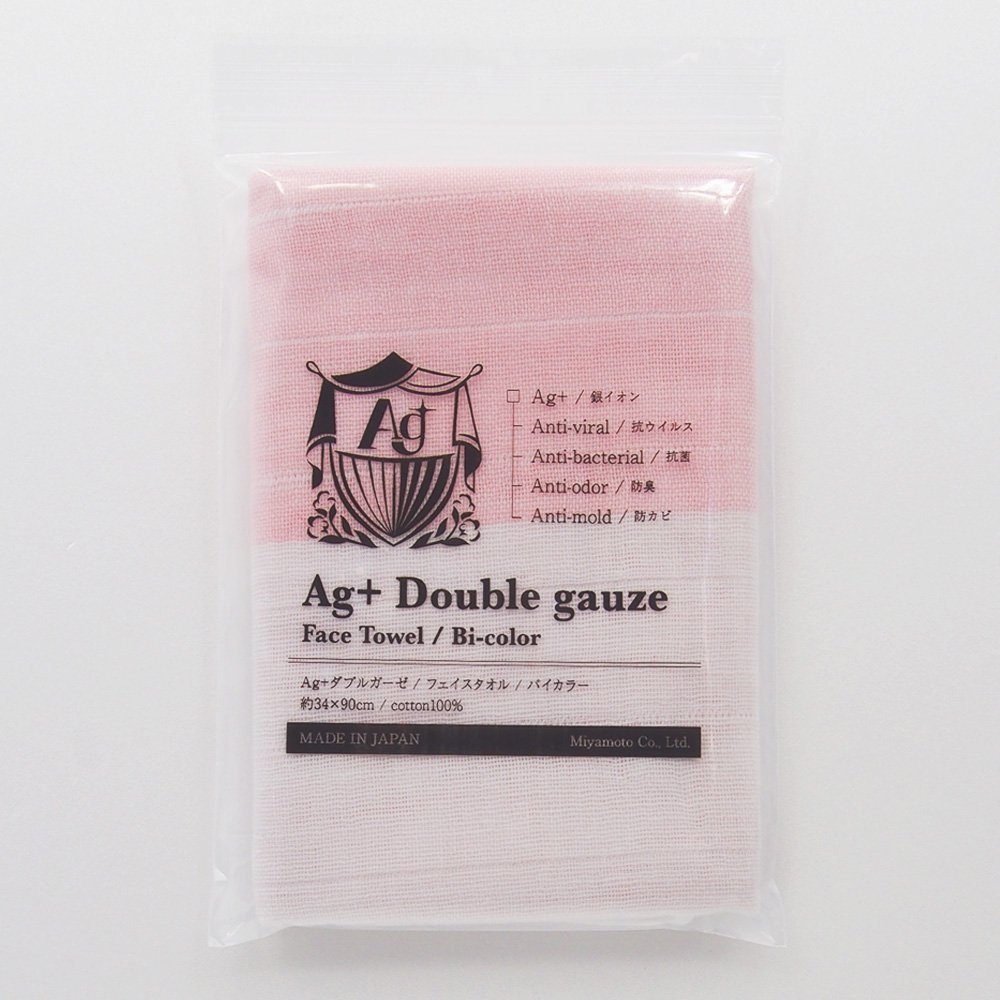 Ag+
Ag+ / 銀イオン
Anti-viral / 抗ウイルス
Anti-bacterial / 抗菌
Anti-odor / 防臭
Anti-mold / 防カビ
Ag+ Double gauze
Face Towel / Bi-color
Ag+ダブルガーゼ / フェイスタオル / バイカラー
約34×90cm / cotton100%
MADE IN JAPAN
Miyamoto Co., Ltd.